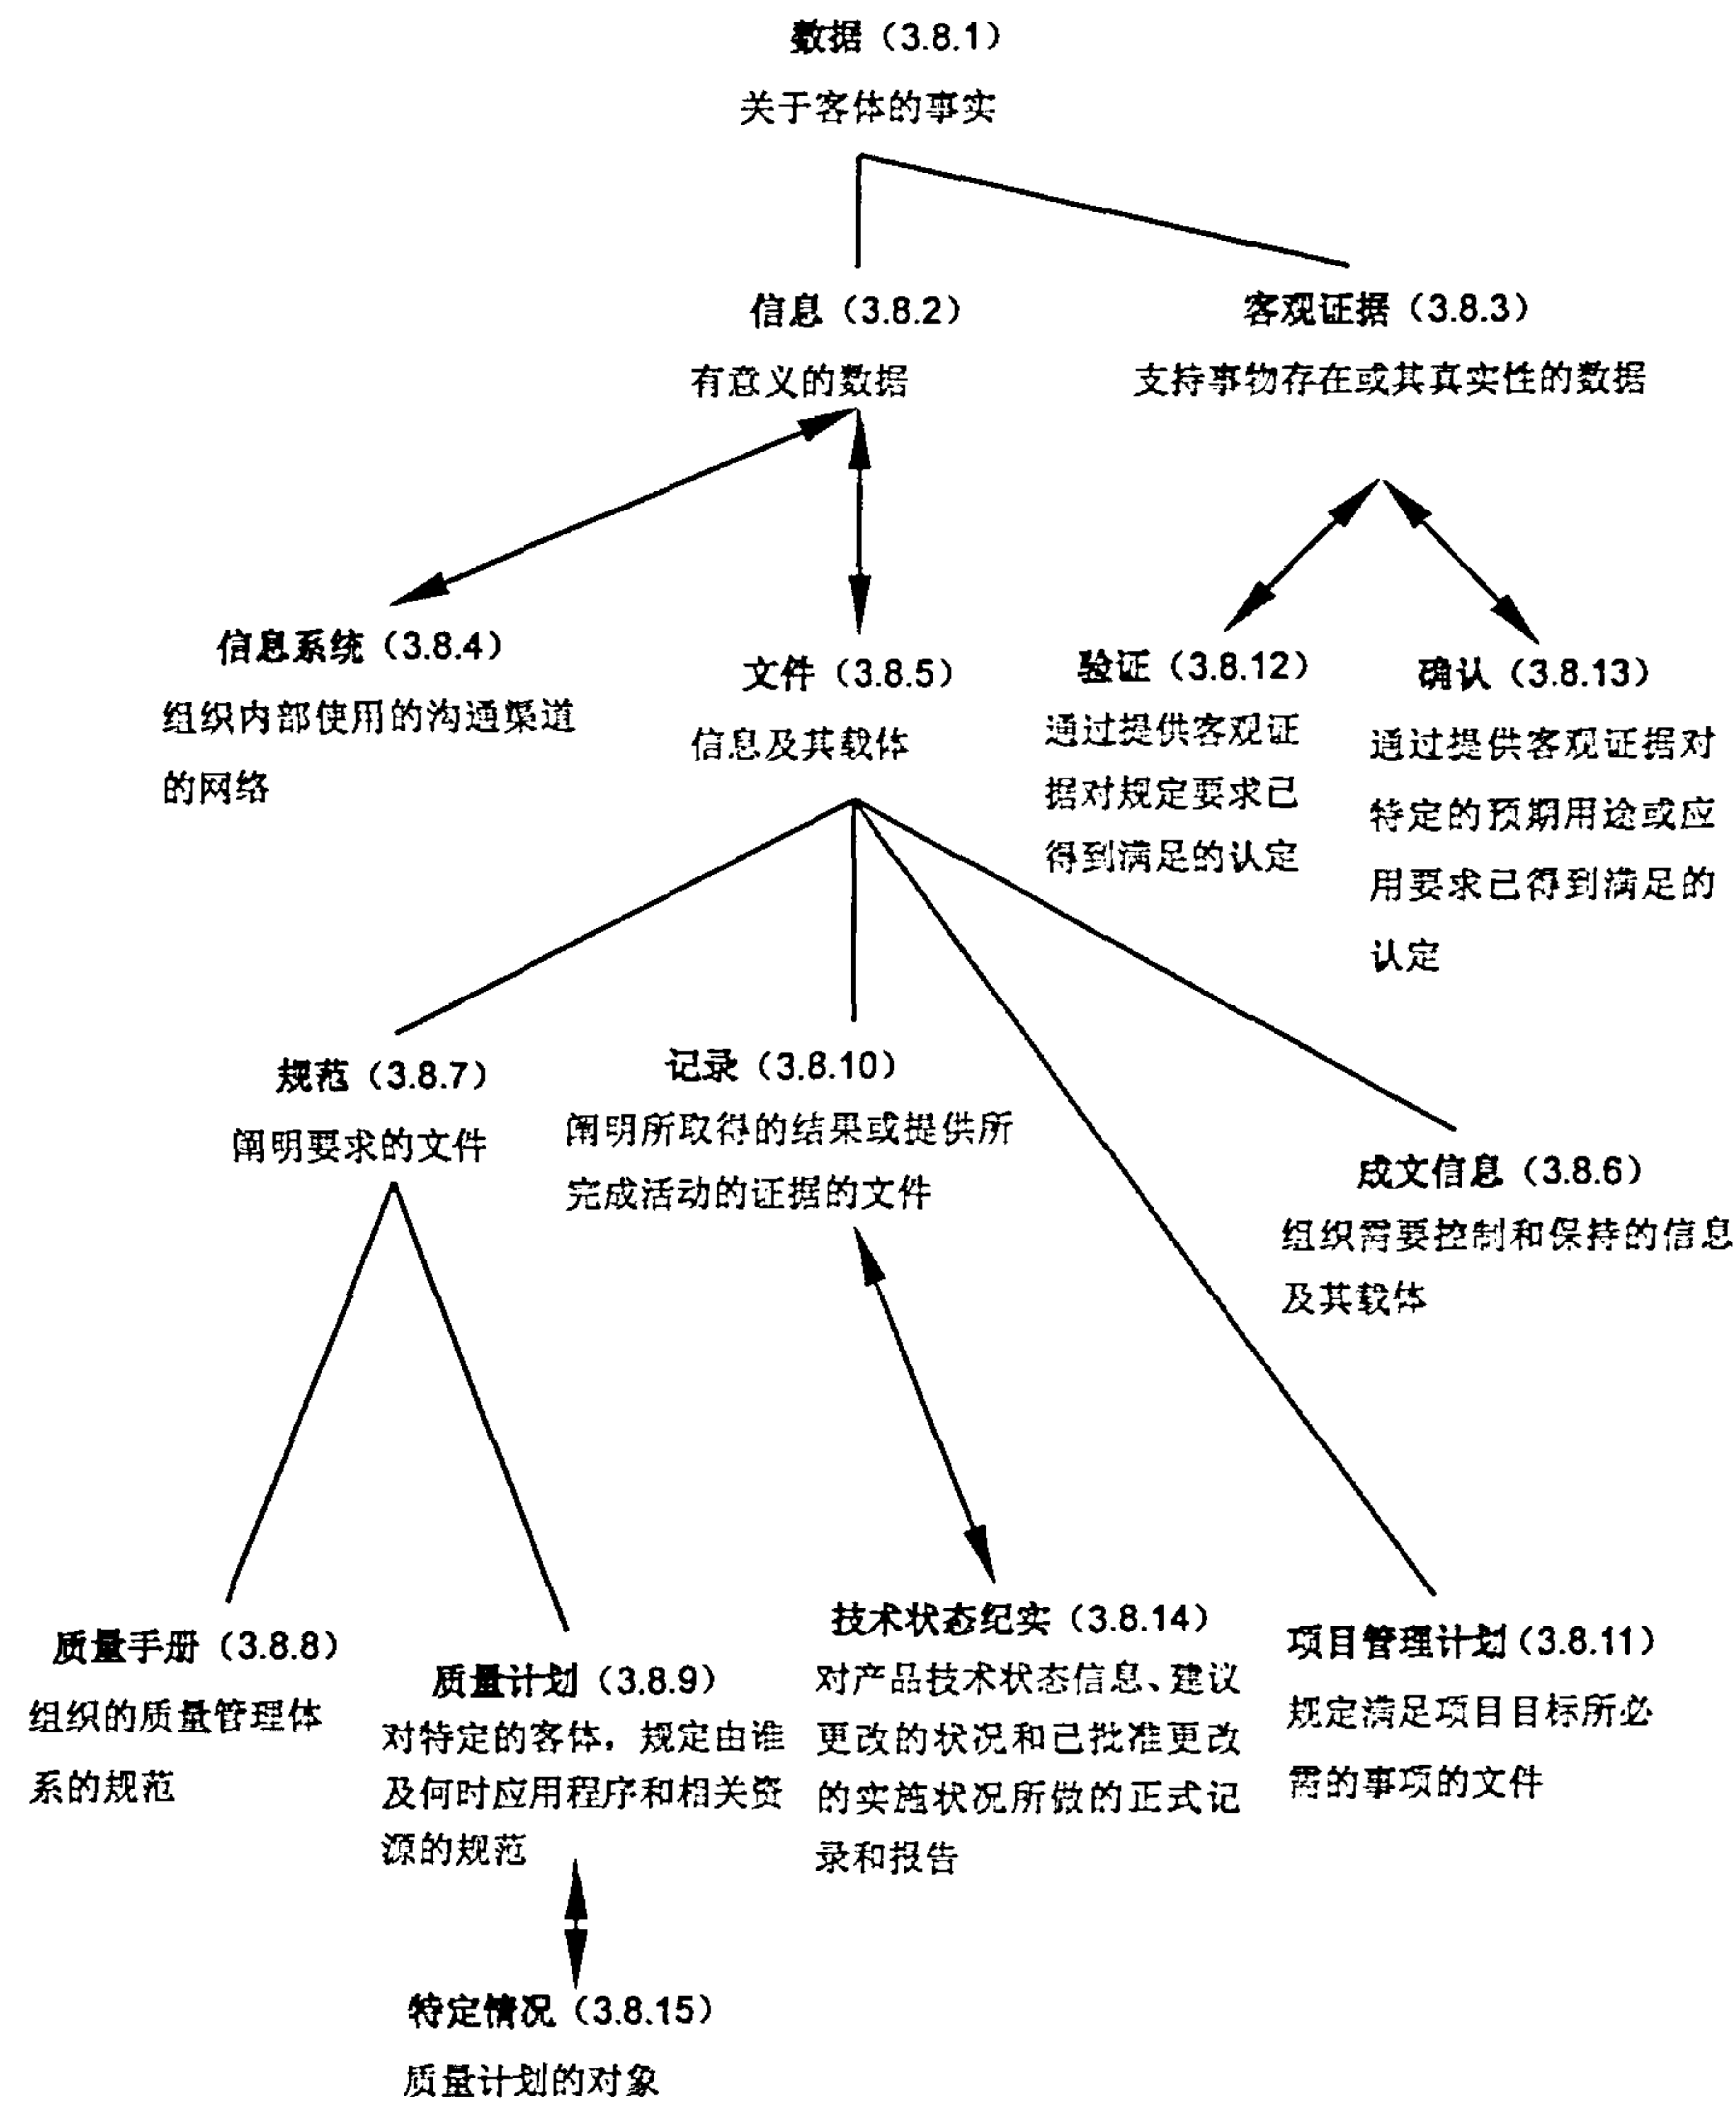 数据（3.8.1）
关于客体的事实
信息（3.8.2）
有意义的数据
客观证据（3.8.3）
支持事物存在或其真实性的数据
信息系统（3.8.4）
组织内部使用的沟通渠道
的网络
文件（3.8.5）
信息及其载体
验证（3.8.12）
通过提供客观证
据对规定要求已
得到满足的认定
确认（3.8.13）
通过提供客观证据对
特定的预期用途或应
用要求已得到满足的
认定
规范（3.8.7）
阐明要求的文件
记录（3.8.10）
阐明所取得的结果或提供所
完成活动的证据的文件
成文信息（3.8.6）
组织需要控制和保持的信息
及其载体
质量手册（3.8.8）
组织的质量管理体
系的规范
质量计划（3.8.9）
对特定的客体，规定由谁
及何时应用程序和相关资
源的规范
技术状态纪实（3.8.14）
对产品技术状态信息、建议
更改的状况和已批准更改
的实施状况所做的正式记
录和报告
项目管理计划（3.8.11）
规定满足项目目标所必
需的事项的文件
特定情况（3.8.15）
质量计划的对象